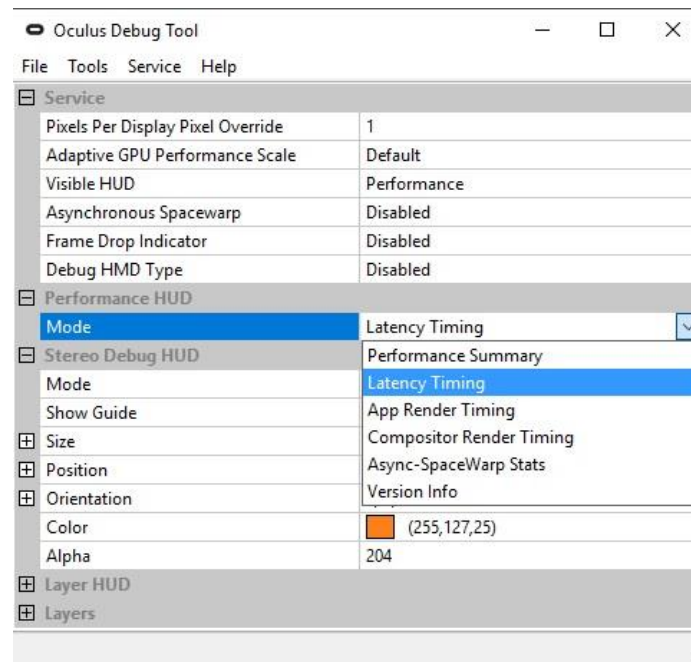 Oculus Debug Tool
File Tools Service Help
Service
Pixels Per Display Pixel Override 1
Adaptive GPU Performance Scale Default
Visible HUD Performance
Asynchronous Spacewarp Disabled
Frame Drop Indicator Disabled
Debug HMD Type Disabled
Performance HUD
Mode Latency Timing
Stereo Debug HUD Performance Summary
Mode Latency Timing
Show Guide App Render Timing
Size Compositor Render Timing
Position Async-SpaceWarp Stats
Orientation Version Info
Color (255,127,25)
Alpha 204
Layer HUD
Layers